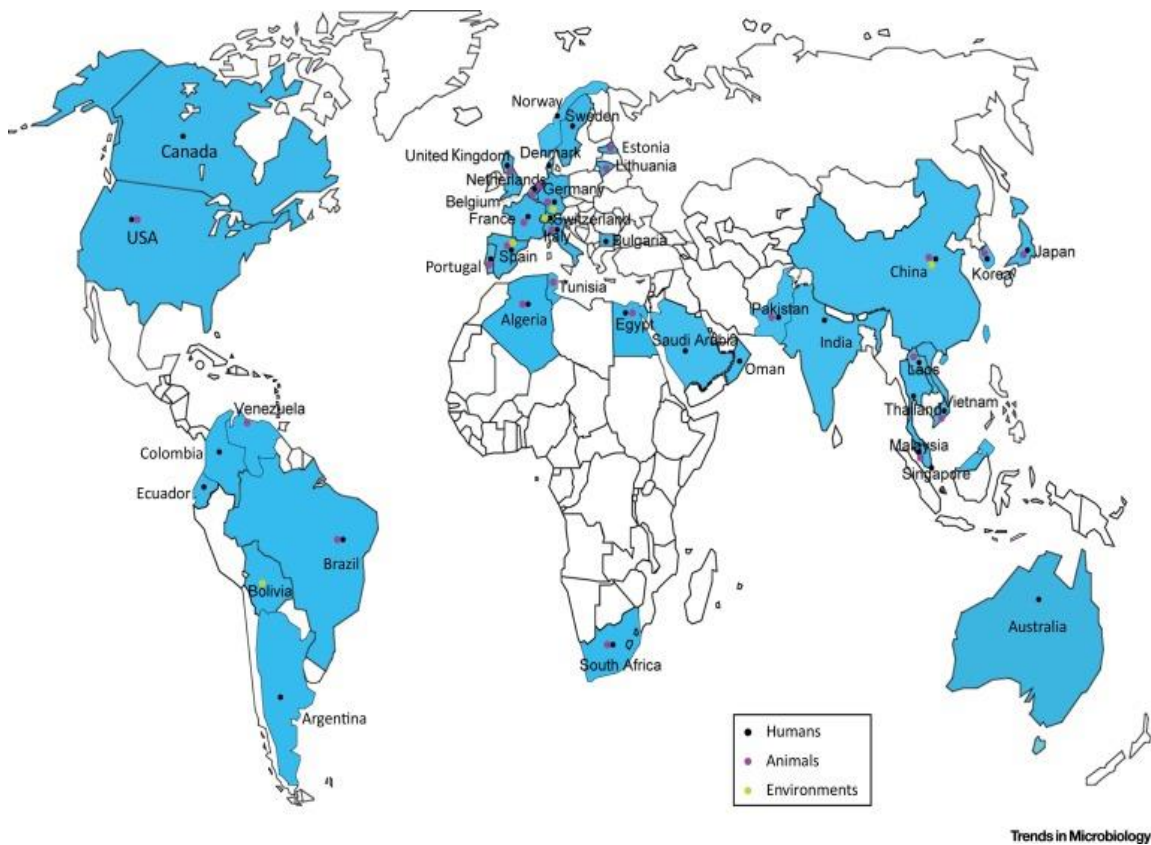 Norway
Sweden
Canada
United Kingdom
Denmark
Estonia
Lithuania
Netherlands
Germany
Belgium
USA
France
Switzerland
Italy
Bulgaria
Spain
Portugal
China
Korea
Japan
Tunisia
Algeria
Egypt
Pakistan
Saudi Arabia
India
Oman
Laos
Thailand
Vietnam
Venezuela
Colombia
Malaysia
Singapore
Ecuador
Brazil
Bolivia
Australia
South Africa
Argentina
Humans
Animals
Environments
Trends in Microbiology